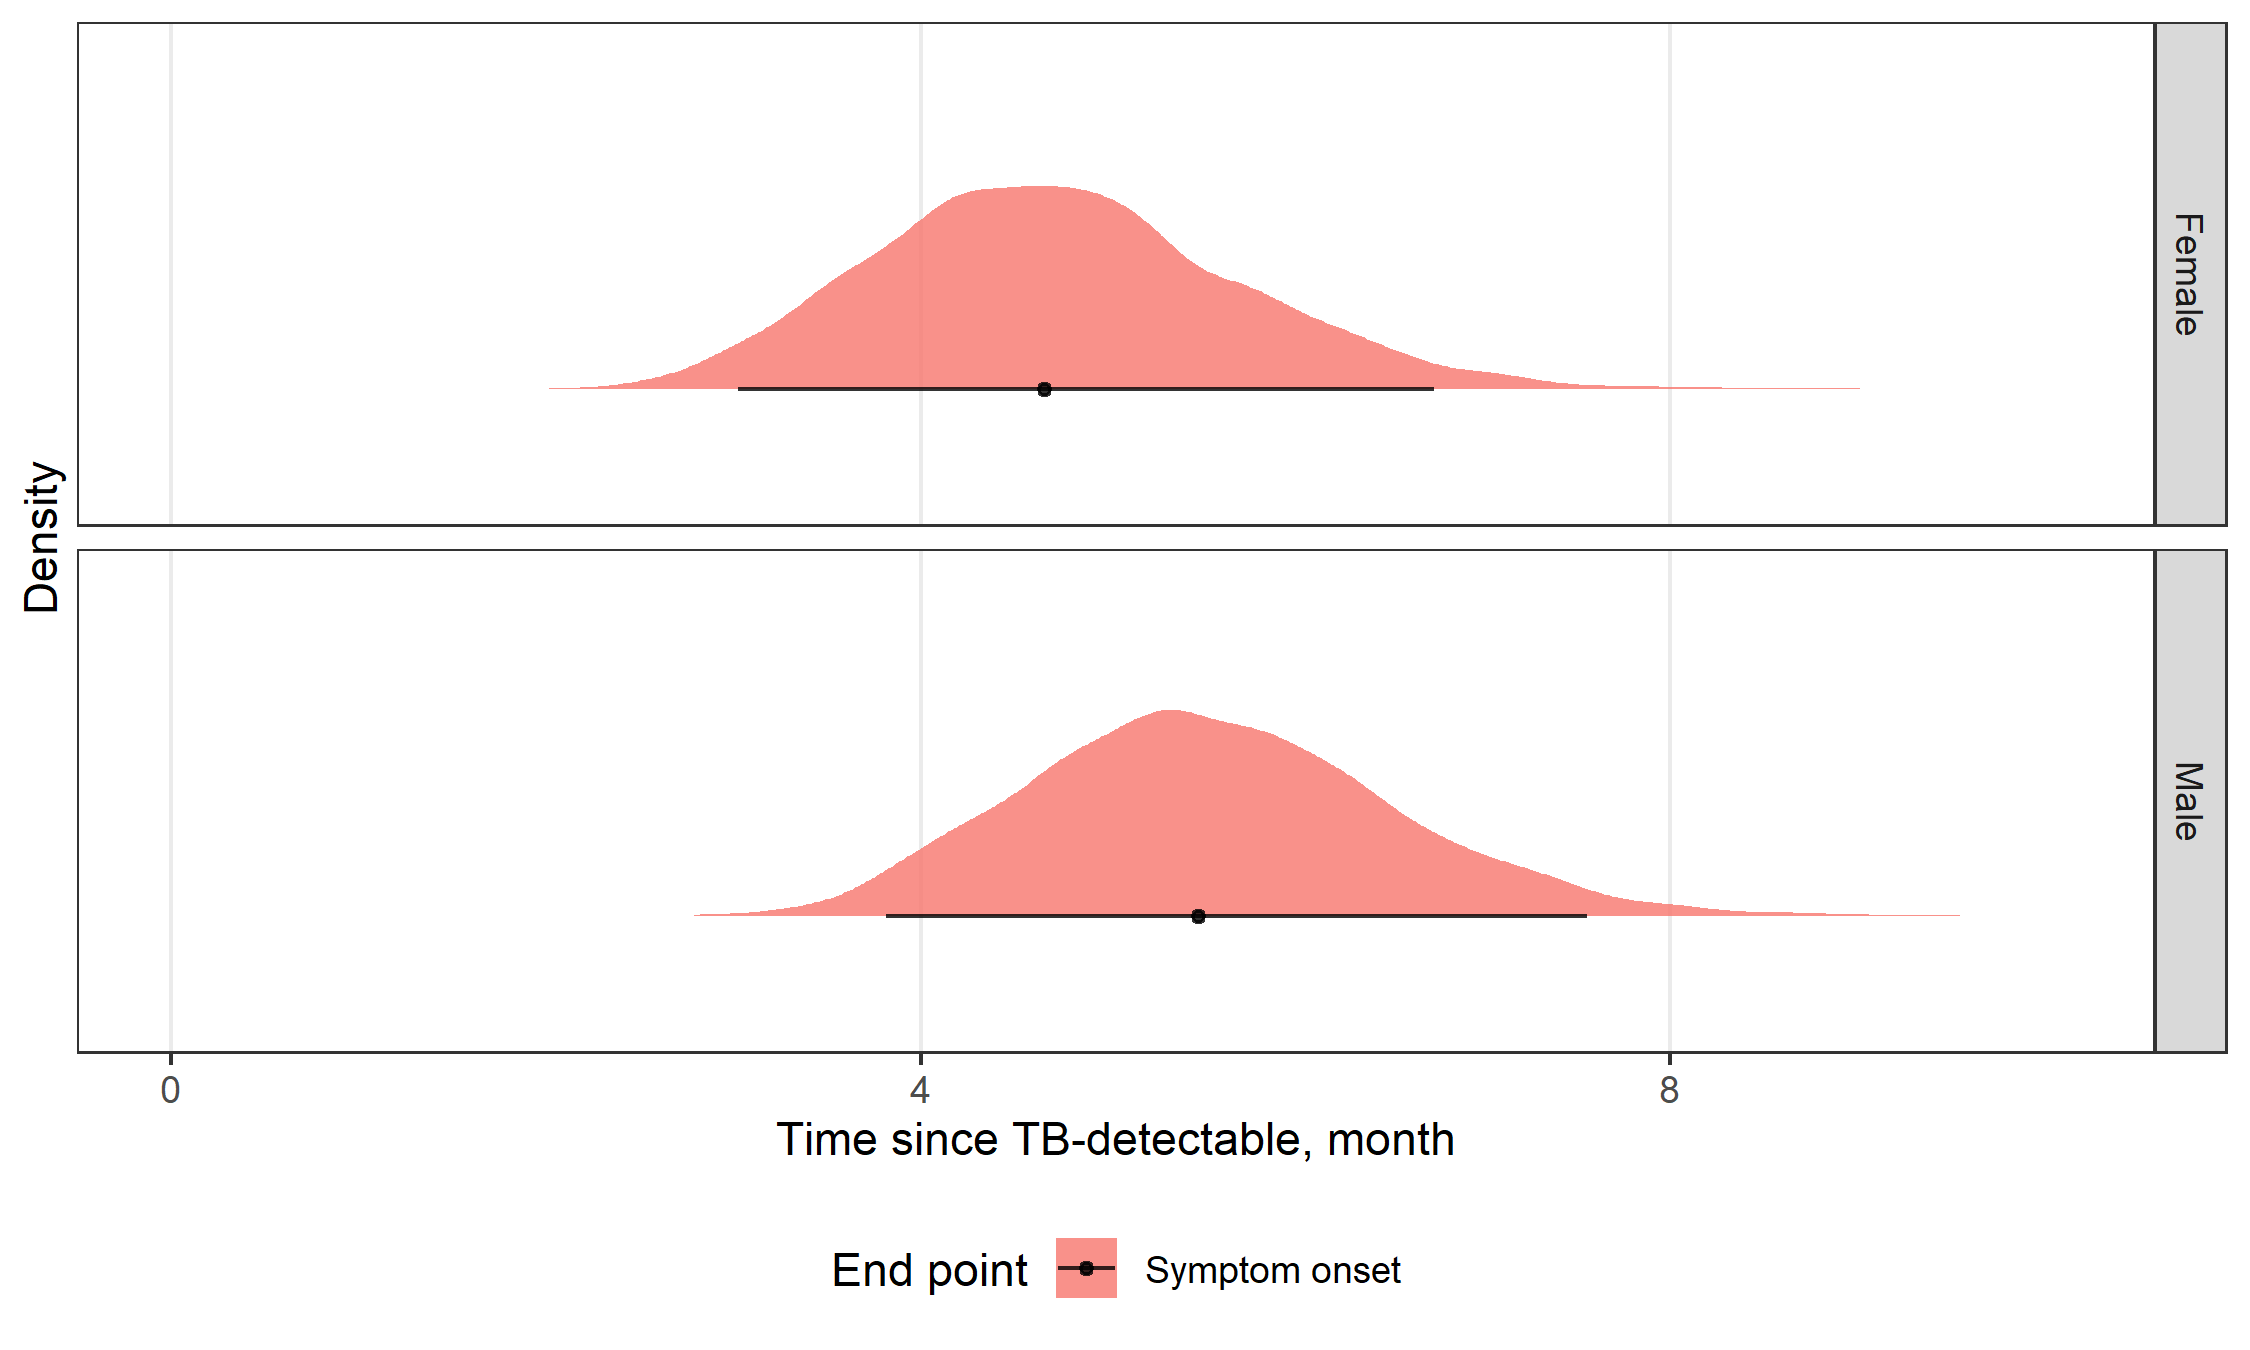 Female
Density
Male
0 4 8
Time since TB-detectable, month
End point Symptom onset